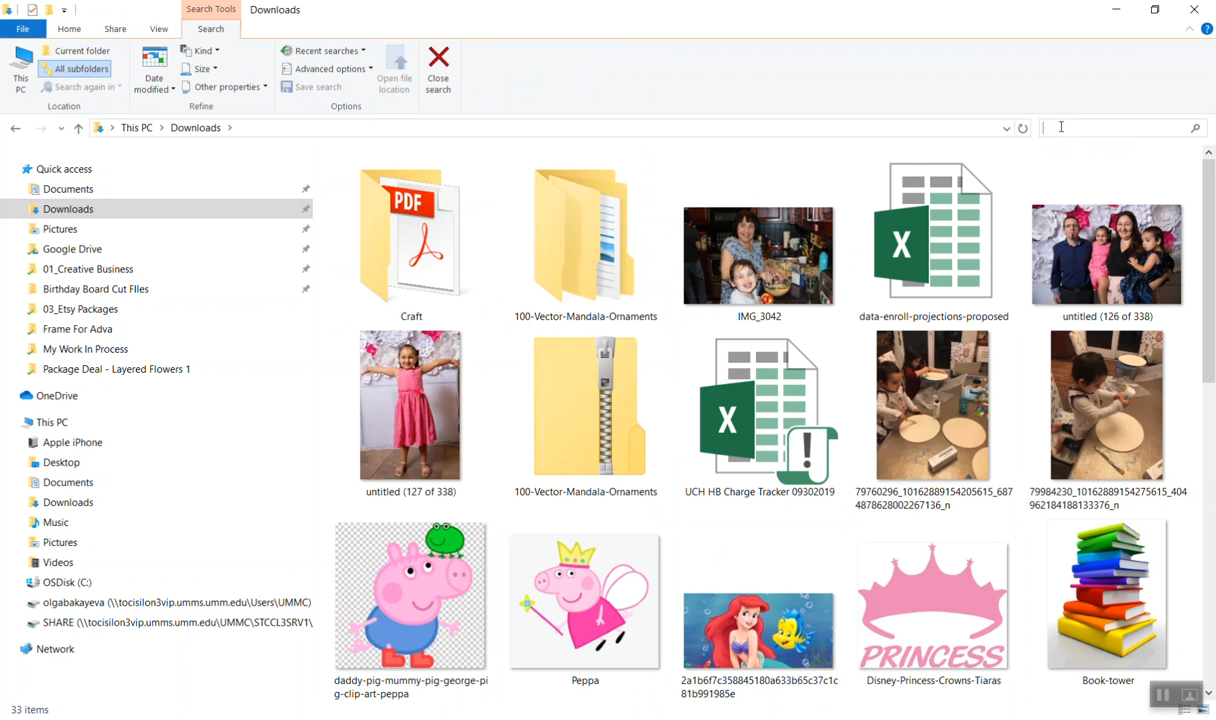 Search Tools
Downloads
File
Home
Share
View
Search
This PC
Current folder
All subfolders
Search again in
Location
Date modified
Kind
Size
Other properties
Refine
Recent searches
Advanced options
Save search
Open file location
Options
Close search
This PC
Downloads
Quick access
Documents
Downloads
Pictures
Google Drive
01_Creative Business
Birthday Board Cut FIles
03_Etsy Packages
Frame For Adva
My Work In Process
Package Deal - Layered Flowers 1
OneDrive
This PC
Apple iPhone
Desktop
Documents
Downloads
Music
Pictures
Videos
OSDisk (C:)
olgabakayeva (\\tocisilon3vip.umms.umm.edu\Users\UMMC)
SHARE (\\tocisilon3vip.umms.umm.edu\UMMC\STCCL3SRV1\
Network
PDF
Craft
100-Vector-Mandala-Ornaments
IMG_3042
X
data-enroll-projections-proposed
untitled (126 of 338)
untitled (127 of 338)
100-Vector-Mandala-Ornaments
X
UCH HB Charge Tracker 09302019
79760296_10162889154205615_687
4878628002267136_n
79984230_10162889154275615_404
962184188133376_n
daddy-pig-mummy-pig-george-pi
g-clip-art-peppa
Peppa
2a1b6f7c358845180a633b65c37c1c
81b991985e
PRINCESS
Disney-Princess-Crowns-Tiaras
Book-tower
33 items